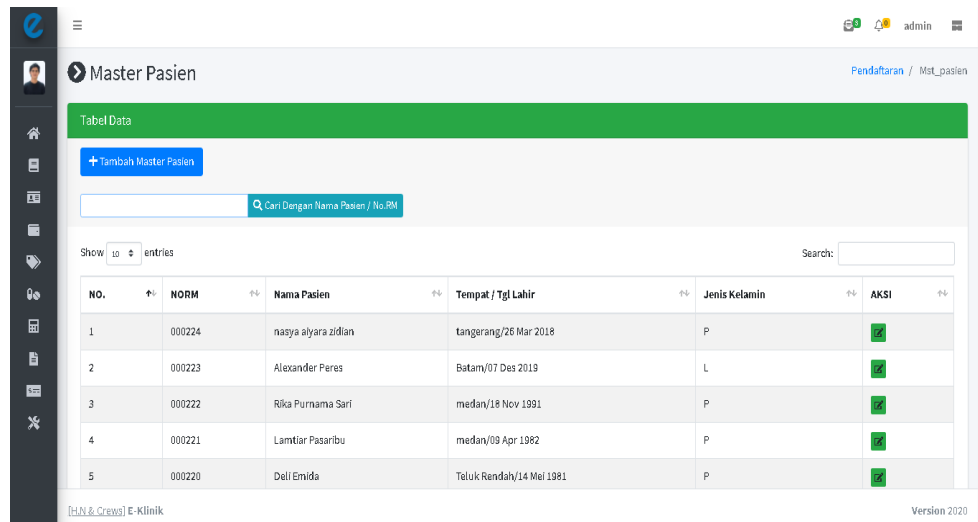 3 0 admin
Master Pasien
Pendaftaran / Mst_pasien
Tabel Data
Tambah Master Pasien
Cari Dengan Nama Pasien / No.RM
Show 10 entries Search:
NO. NORM Nama Pasien Tempat / Tgl Lahir Jenis Kelamin AKSI
1 000224 nasya alyara zidian tangerang/26 Mar 2018 P
2 000223 Alexander Peres Batam/07 Des 2019 L
3 000222 Rika Purnama Sari medan/18 Nov 1991 P
4 000221 Lamtiar Pasaribu medan/09 Apr 1982 P
5 000220 Deli Emida Teluk Rendah/14 Mei 1981 P
[H.N & Crews] E-Klinik Version 2020